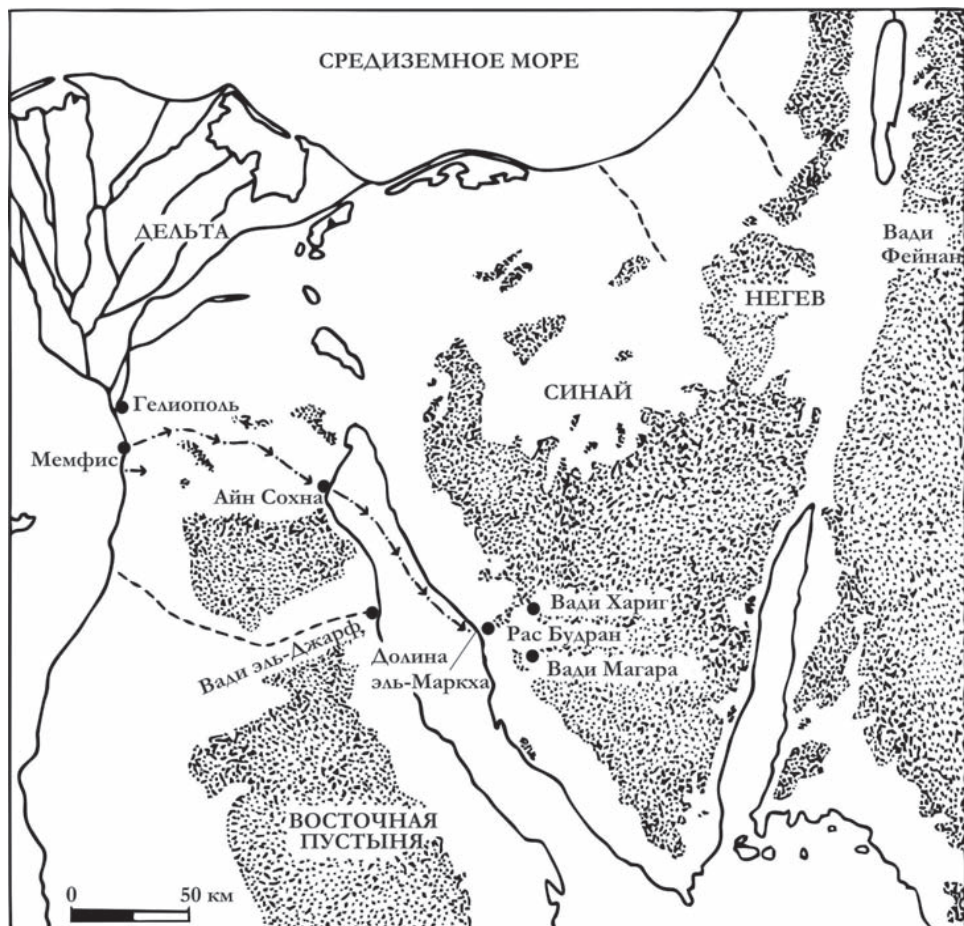 СРЕДИЗЕМНОЕ МОРЕ
ДЕЛЬТА
Вади
Фейнан
НЕГЕВ
СИНАЙ
Гелиополь
Мемфис
Айн Сохна
Вади Хариг
Рас Будран
Вади эль-Джарф
Долина
эль-Маркха
Вади Магара
ВОСТОЧНАЯ
ПУСТЫНЯ
0 50 км